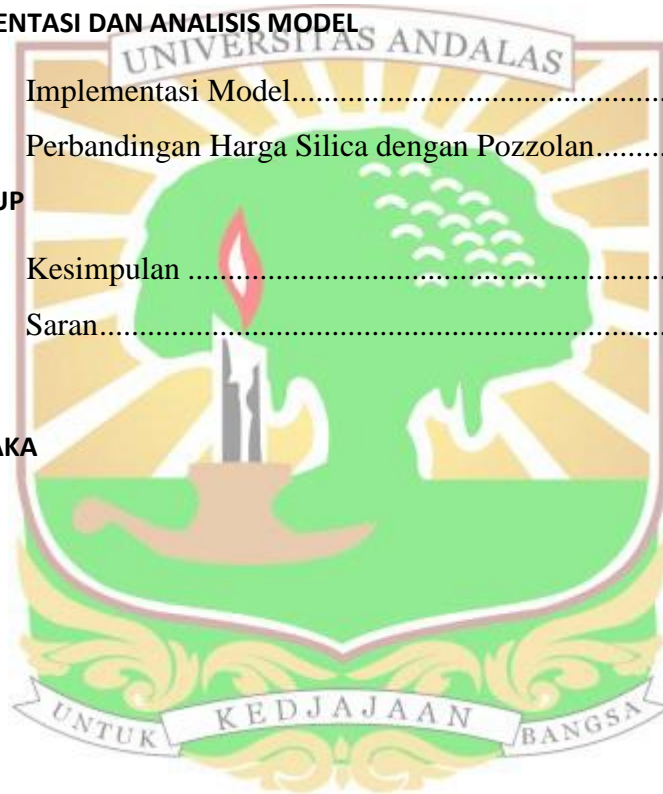 ENTASI DAN ANALISIS MODEL
UNIVERSITAS ANDALAS
Implementasi Model......................................
Perbandingan Harga Silica dengan Pozzolan.........
UP
Kesimpulan ..................................................
Saran............................................................
AKA
UNTUK KEDJAJAAN BANGSA